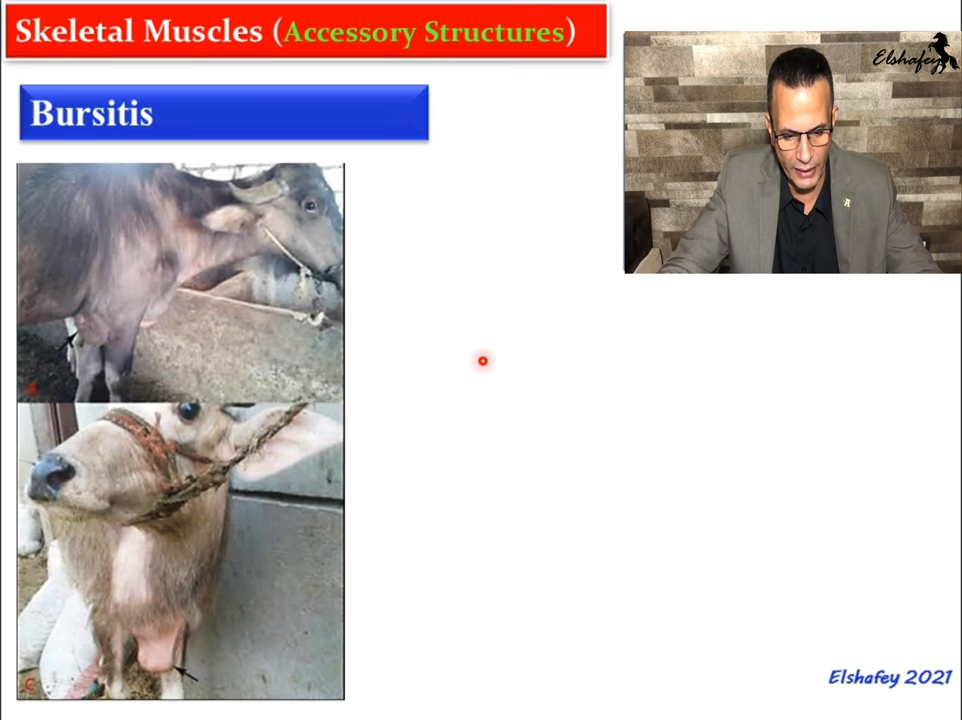 Skeletal Muscles (Accessory Structures)
Elshafey
Bursitis
A
C
Elshafey 2021